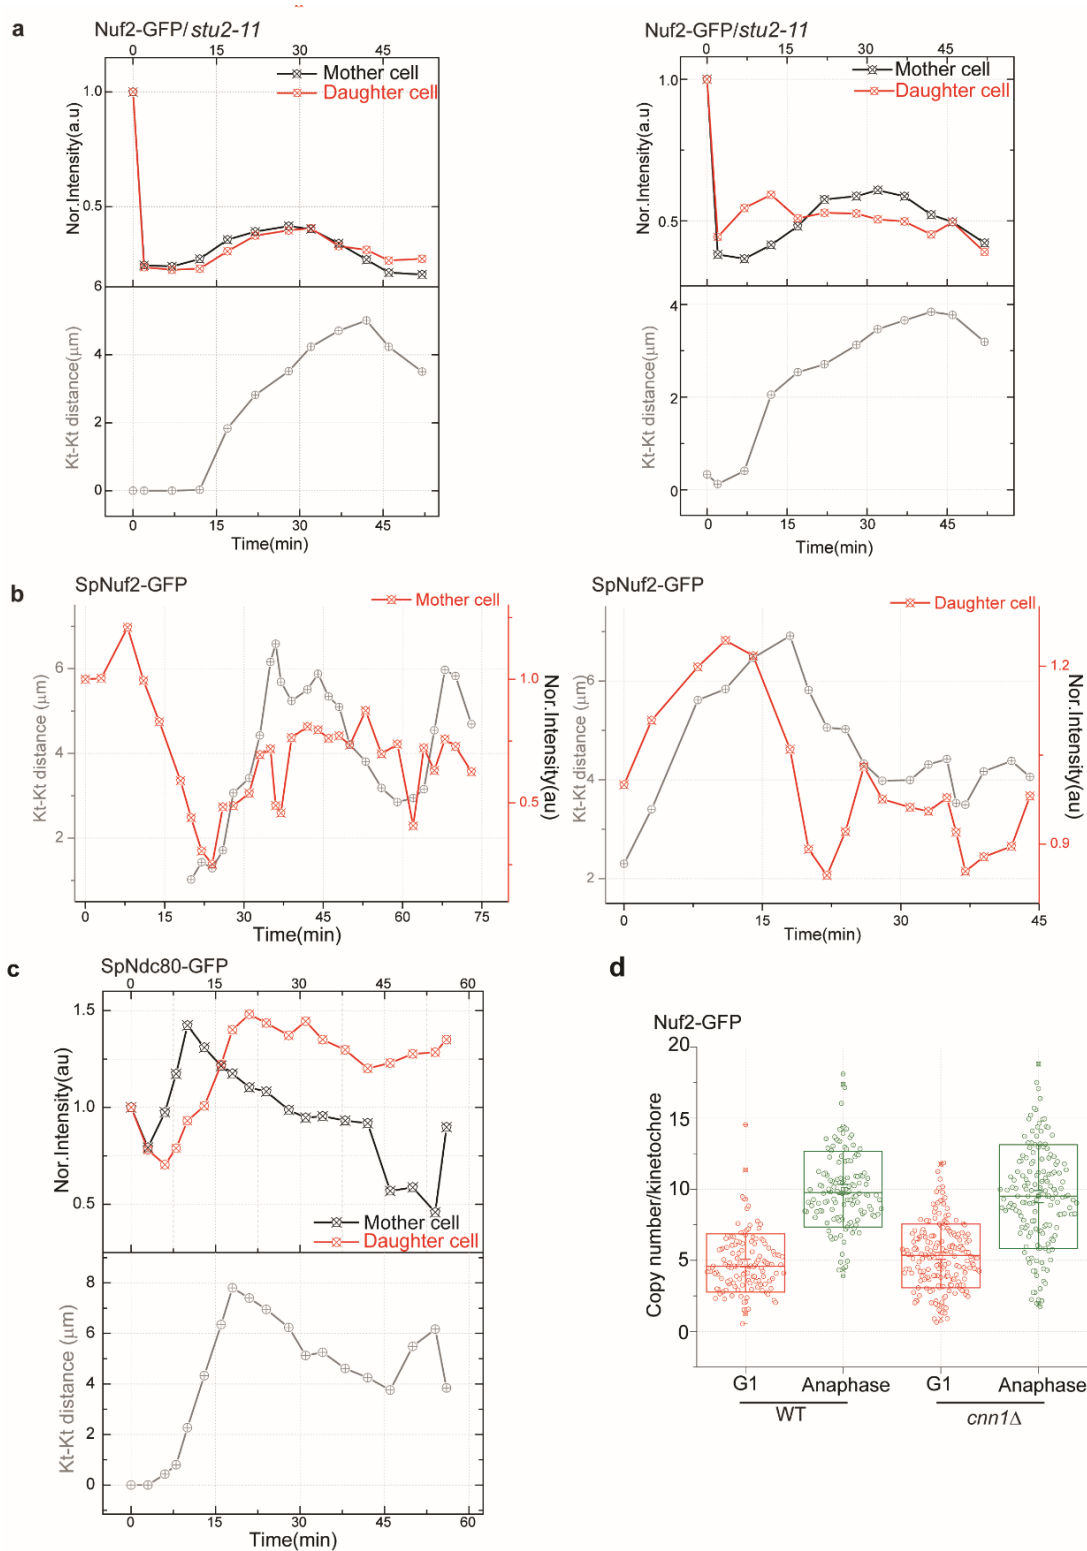 a
Nuf2-GFP/stu2-11
0 15 30 45
Mother cell
Daughter cell
1.0
0.5
Nor.Intensity(a.u)
6
4
2
0
Kt-Kt distance(μm)
0 15 30 45
Time(min)
Nuf2-GFP/stu2-11
0 15 30 45
Mother cell
Daughter cell
1.0
0.5
Nor.Intensity(a.u)
4
2
0
Kt-Kt distance(μm)
0 15 30 45
Time(min)
b
SpNuf2-GFP
Mother cell
6
4
2
Kt-Kt distance (μm)
1.0
0.5
Nor.Intensity(au)
0 15 30 45 60 75
Time(min)
SpNuf2-GFP
Daughter cell
6
4
2
Kt-Kt distance (μm)
1.2
0.9
Nor.Intensity(au)
0 15 30 45
Time(min)
c
SpNdc80-GFP
0 15 30 45 60
1.5
1.0
0.5
Nor.Intensity(au)
Mother cell
Daughter cell
8
6
4
2
0
Kt-Kt distance (μm)
0 15 30 45 60
Time(min)
d
Nuf2-GFP
20
15
10
5
0
Copy number/kinetochore
G1 Anaphase G1 Anaphase
WT cnn1Δ